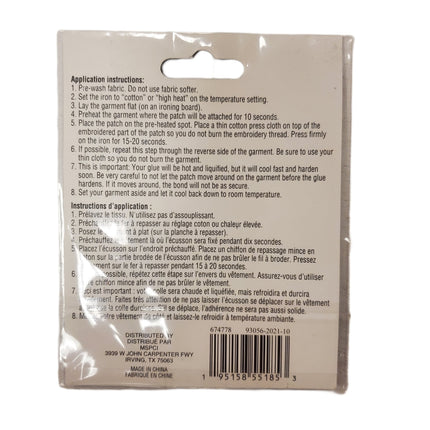 Application instructions:
1. Pre-wash fabric. Do not use fabric softer.
2. Set the iron to "cotton" or "high heat" on the temperature setting.
3. Lay the garment flat (on an ironing board).
4. Preheat the garment where the patch will be attached for 10 seconds.
5. Place the patch on the pre-heated spot. Place a thin cotton press cloth on top of the
embroidered part of the patch so you do not burn the embroidery thread. Press firmly
on the iron for 15-20 seconds.
6. If possible, repeat this step through the reverse side of the garment. Be sure to use your
thin cloth so you do not burn the garment.
7. This is important: Your glue will be hot and liquified, but it will cool fast and harden
soon. Be very careful to not let the patch move around on the garment before the glue
hardens. If it moves around, the bond will not be as secure.
8. Set your garment aside and let it cool back down to room temperature.
Instructions d'application :
1. Prélavez le tissu. N'utilisez pas d'assouplissant.
2. Préchauffez le fer à repasser au réglage coton ou chaleur élevée.
3. Posez le vêtement à plat (sur la planche à repasser).
4. Préchauffez le vêtement là où l'écusson sera fixé pendant dix secondes.
5. Placez l'écusson sur l'endroit préchauffé. Placez un chiffon de repassage mince en
coton sur la partie brodée de l'écusson afin de ne pas brûler le fil à broder. Pressez
fermement sur le fer à repasser pendant 15 à 20 secondes.
6. possible, répétez cette étape sur l'envers du vêtement. Assurez-vous d'utiliser
chiffon mince afin de ne pas brûler le vêtement.
7. Ceci est important : votre colle sera chaude et liquéfiée, mais refroidira et durcira
rapidement. Faites très attention de ne pas laisser l'écusson se déplacer sur le vêtement
avant que la colle durcisse. S'il se déplace, l'adhérence ne sera pas aussi solide.
8. Mettez votre vêtement de côté et laissez-le refroidir à température ambiante.
674778 93056-2021-10
DISTRIBUTED BY
DISTRIBUÉ PAR
MSPCI
3939 W JOHN CARPENTER FWY
IRVING, TX 75063
MADE IN CHINA
FABRIQUÉ EN CHINE
1 95158 55185 3